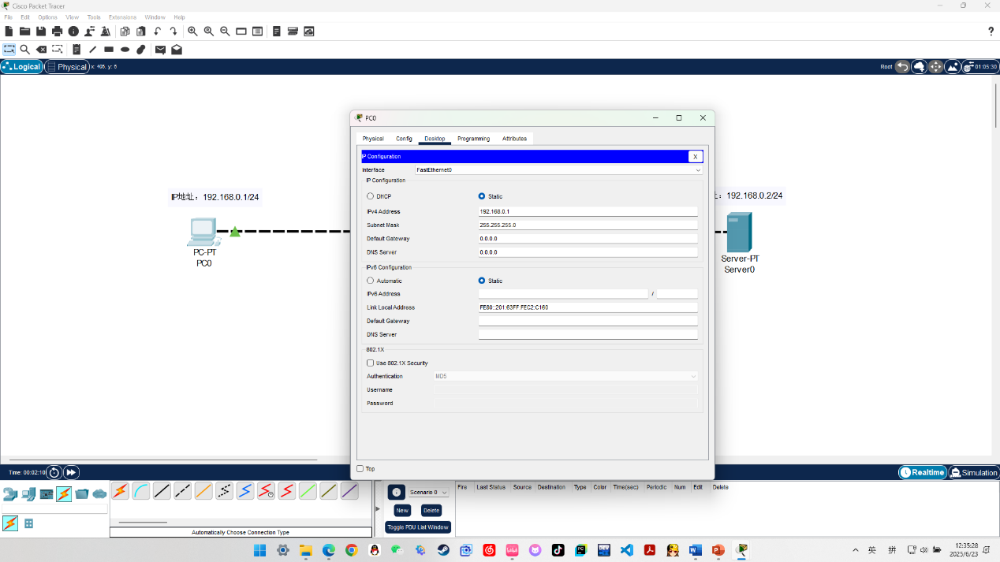 Cisco Packet Tracer
File Edit Options View Tools Extensions Window Help
Logical Physical x: 405, y: 6 Root 01:05:30
PC0
Physical Config Desktop Programming Attributes
IP Configuration X
Interface FastEthernet0
IP Configuration
DHCP Static
IPv4 Address 192.168.0.1
Subnet Mask 255.255.255.0
Default Gateway 0.0.0.0
DNS Server 0.0.0.0
IPv6 Configuration
Automatic Static
IPv6 Address /
Link Local Address FE80::201:63FF:FEC2:C160
Default Gateway
DNS Server
802.1X
Use 802.1X Security
Authentication MD5
Username
Password
Top
IP地址：192.168.0.1/24
PC-PT
PC0
：192.168.0.2/24
Server-PT
Server0
Time: 00:02:10 Realtime Simulation
Automatically Choose Connection Type
Scenario 0
New Delete
Toggle PDU List Window
Fire Last Status Source Destination Type Color Time(sec) Periodic Num Edit Delete
英 拼 12:35:28
2025/6/23